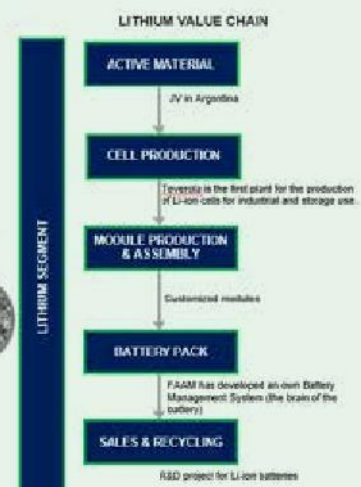 LITHIUM VALUE CHAIN
LITHIUM SEGMENT
ACTIVE MATERIAL
JV in Argentina
CELL PRODUCTION
Teverola is the first plant for the production
of Li-ion cells for industrial and storage use
MODULE PRODUCTION
& ASSEMBLY
Customized modules
BATTERY PACK
FAAM has developed an own Battery
Management System (the brain of the
battery)
SALES & RECYCLING
R&D project for Li-ion batteries